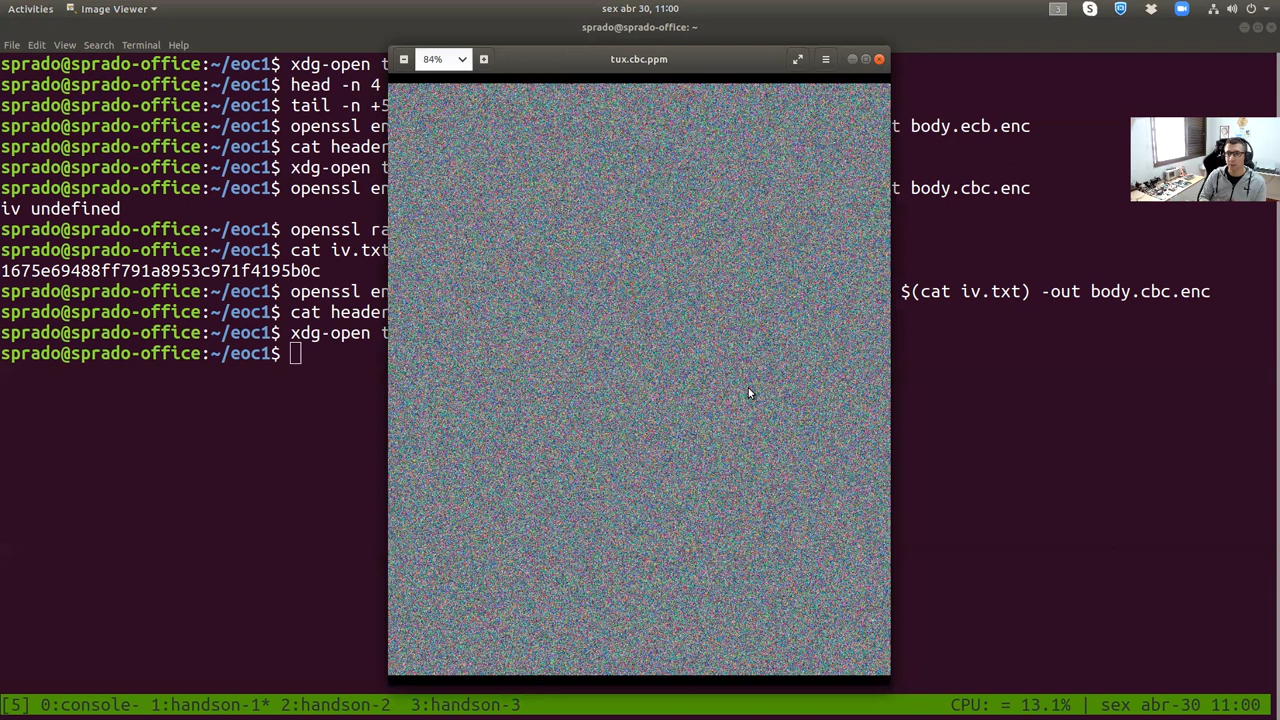 Activities Image Viewer sex abr 30, 11:00 3 S
sprado@sprado-office: ~
File Edit View Search Terminal Help
84% tux.cbc.ppm
sprado@sprado-office:~/eoc1$ xdg-open t
sprado@sprado-office:~/eoc1$ head -n 4
sprado@sprado-office:~/eoc1$ tail -n +5
sprado@sprado-office:~/eoc1$ openssl en t body.ecb.enc
sprado@sprado-office:~/eoc1$ cat header
sprado@sprado-office:~/eoc1$ xdg-open t
sprado@sprado-office:~/eoc1$ openssl en t body.cbc.enc
iv undefined
sprado@sprado-office:~/eoc1$ openssl ra
sprado@sprado-office:~/eoc1$ cat iv.txt
1675e69488ff791a8953c971f4195b0c
sprado@sprado-office:~/eoc1$ openssl en $(cat iv.txt) -out body.cbc.enc
sprado@sprado-office:~/eoc1$ cat header
sprado@sprado-office:~/eoc1$ xdg-open t
sprado@sprado-office:~/eoc1$
[5] 0:console- 1:handson-1* 2:handson-2 3:handson-3 CPU: = 13.1% | sex abr-30 11:00